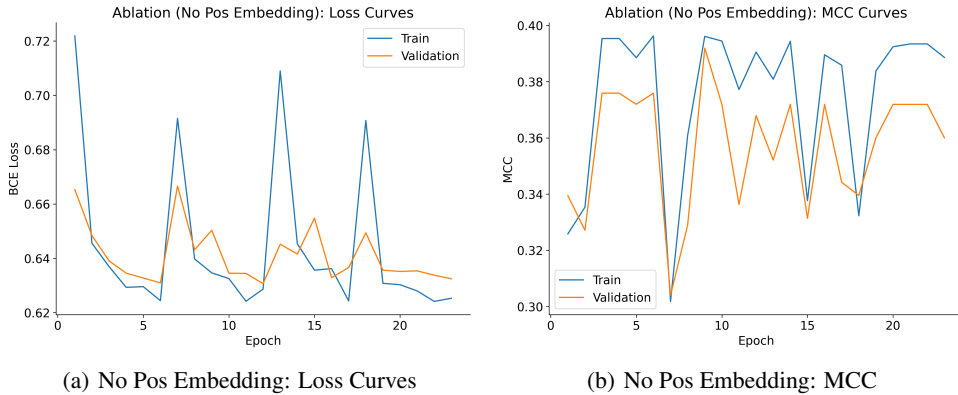 Ablation (No Pos Embedding): Loss Curves
Train
Validation
0.72
0.70
0.68
0.66
0.64
0.62
BCE Loss
0
5
10
15
20
Epoch
(a) No Pos Embedding: Loss Curves
Ablation (No Pos Embedding): MCC Curves
0.40
0.38
0.36
0.34
0.32
0.30
MCC
Train
Validation
0
5
10
15
20
Epoch
(b) No Pos Embedding: MCC